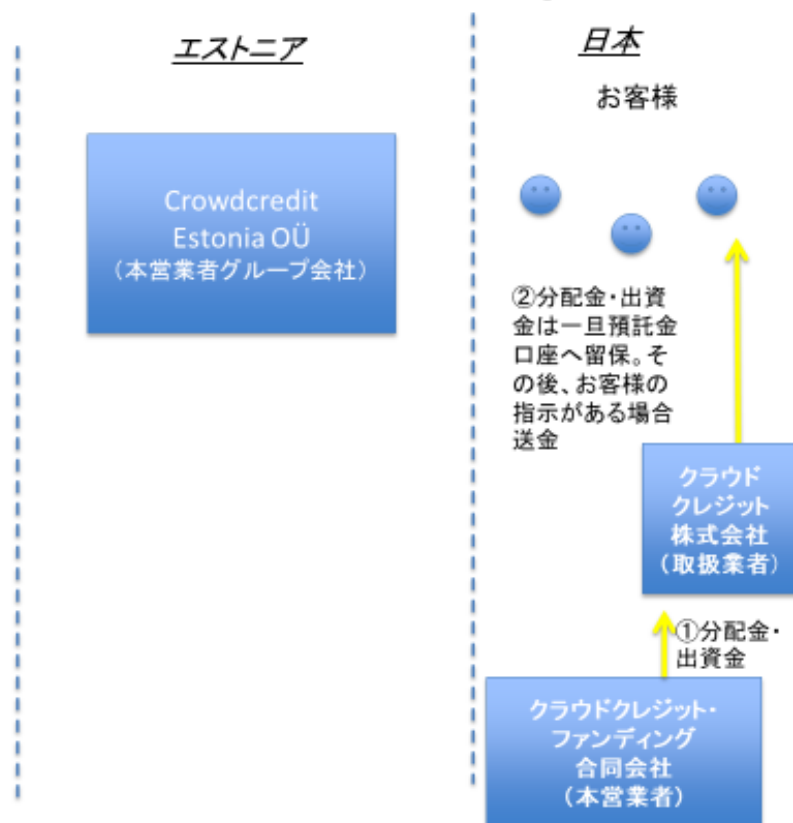 エストニア
日本
お客様
Crowdcredit
Estonia OÜ
（本営業者グループ会社）
②分配金・出資
金は一旦預託金
口座へ留保。そ
の後、お客様の
指示がある場合
送金
クラウド
クレジット
株式会社
（取扱業者）
①分配金・
出資金
クラウドクレジット・
ファンディング
合同会社
（本営業者）